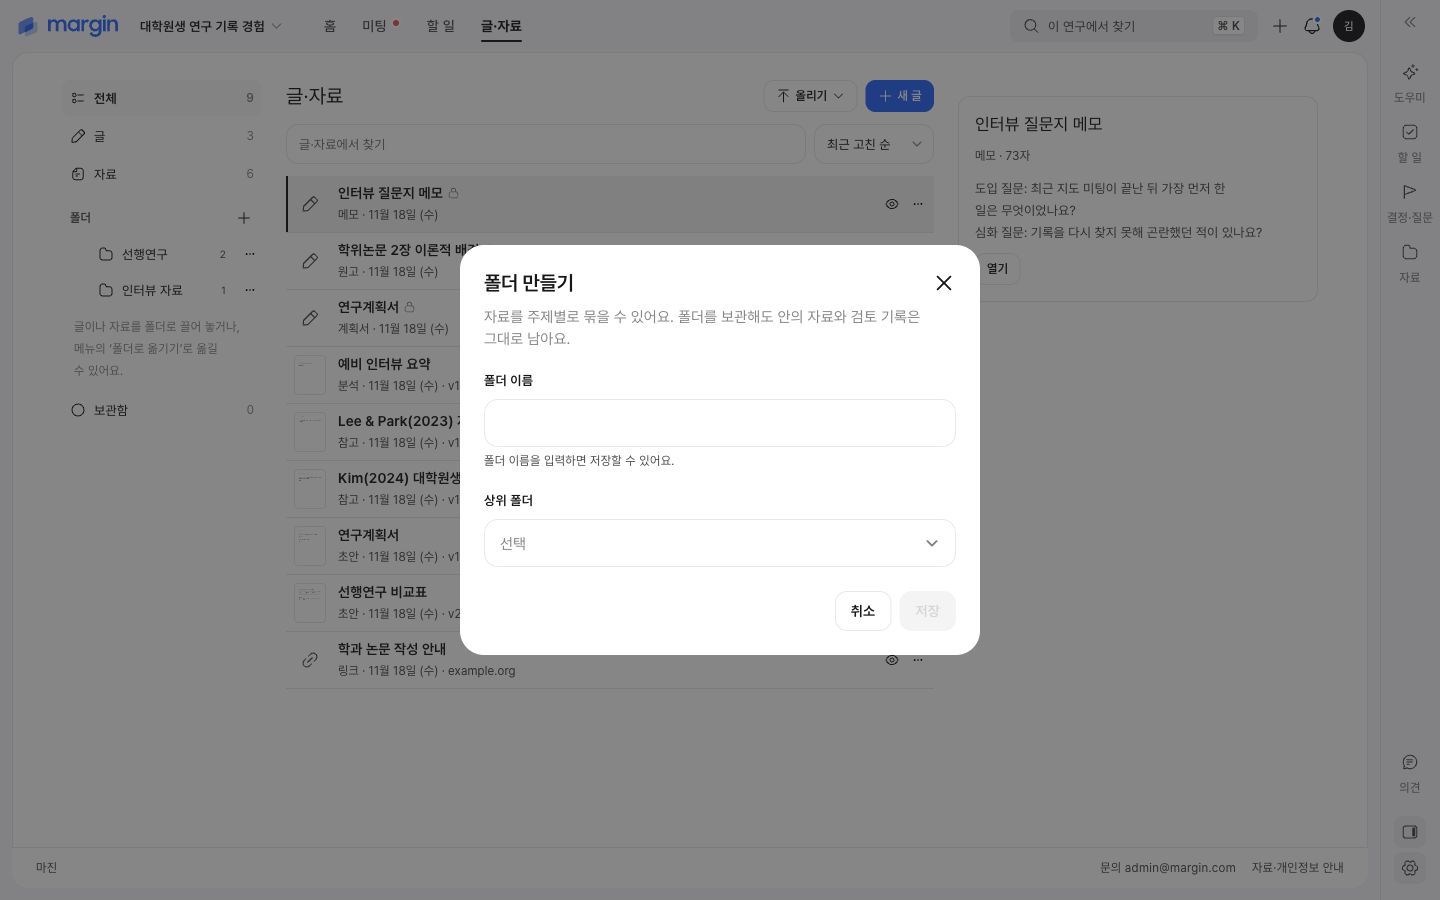 margin
대학원생 연구 기록 경험
홈
미팅
할 일
글·자료
이 연구에서 찾기
⌘ K
김
전체
9
글
3
자료
6
폴더
선행연구
2
인터뷰 자료
1
글이나 자료를 폴더로 끌어 놓거나,
메뉴의 '폴더로 옮기기'로 옮길
수 있어요.
보관함
0
글·자료
올리기
새 글
글·자료에서 찾기
최근 고친 순
인터뷰 질문지 메모
메모 · 11월 18일 (수)
학위논문 2장 이론적
원고 · 11월 18일 (수)
연구계획서
계획서 · 11월 18일 (수)
예비 인터뷰 요약
분석 · 11월 18일 (수) · v1
Lee & Park(2023)
참고 · 11월 18일 (수) · v1
Kim(2024) 대학원생
참고 · 11월 18일 (수) · v1
연구계획서
초안 · 11월 18일 (수) · v1
선행연구 비교표
초안 · 11월 18일 (수) · v2
학과 논문 작성 안내
링크 · 11월 18일 (수) · example.org
폴더 만들기
자료를 주제별로 묶을 수 있어요. 폴더를 보관해도 안의 자료와 검토 기록은
그대로 남아요.
폴더 이름
폴더 이름을 입력하면 저장할 수 있어요.
상위 폴더
선택
취소
저장
인터뷰 질문지 메모
메모 · 73자
도입 질문: 최근 지도 미팅이 끝난 뒤 가장 먼저 한
일은 무엇이었나요?
심화 질문: 기록을 다시 찾지 못해 곤란했던 적이 있나요?
열기
도우미
할 일
결정·질문
자료
의견
마진
문의 admin@margin.com
자료·개인정보 안내